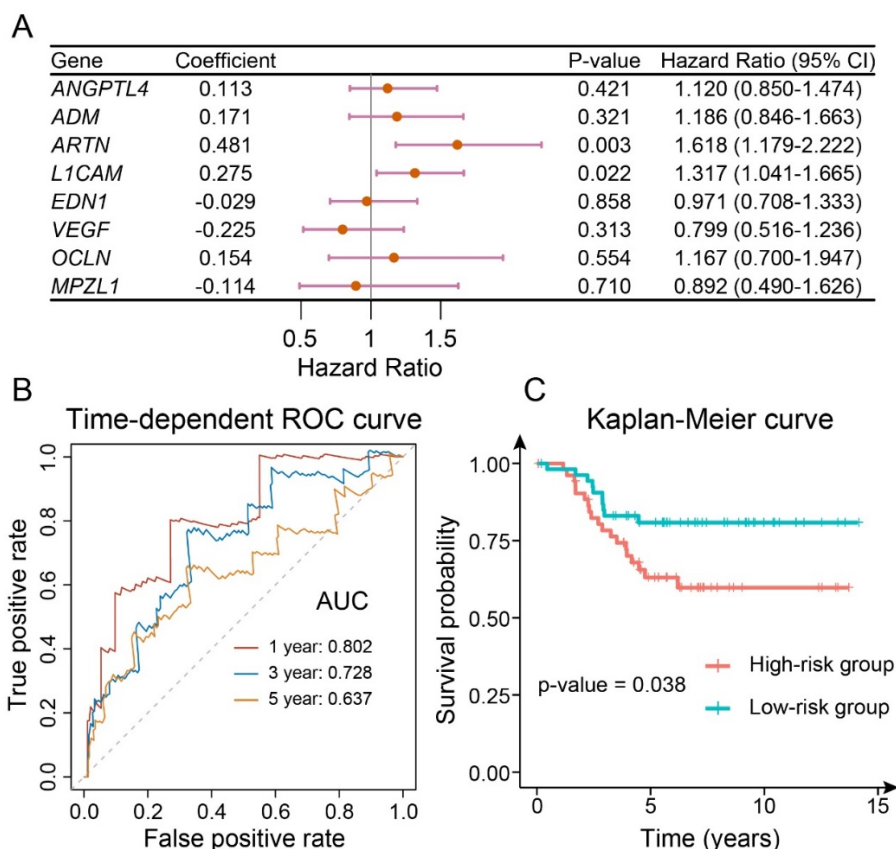 A
Gene Coefficient P-value Hazard Ratio (95% CI)
ANGPTL4 0.113 0.421 1.120 (0.850-1.474)
ADM 0.171 0.321 1.186 (0.846-1.663)
ARTN 0.481 0.003 1.618 (1.179-2.222)
L1CAM 0.275 0.022 1.317 (1.041-1.665)
EDN1 -0.029 0.858 0.971 (0.708-1.333)
VEGF -0.225 0.313 0.799 (0.516-1.236)
OCLN 0.154 0.554 1.167 (0.700-1.947)
MPZL1 -0.114 0.710 0.892 (0.490-1.626)
0.5 1 1.5
Hazard Ratio
B
Time-dependent ROC curve
True positive rate
1.0
0.8
0.6
0.4
0.2
0.0
AUC
1 year: 0.802
3 year: 0.728
5 year: 0.637
0.0 0.2 0.4 0.6 0.8 1.0
False positive rate
C
Kaplan-Meier curve
Survival probability
1.00
0.75
0.50
0.25
0.00
p-value = 0.038
High-risk group
Low-risk group
0 5 10 15
Time (years)